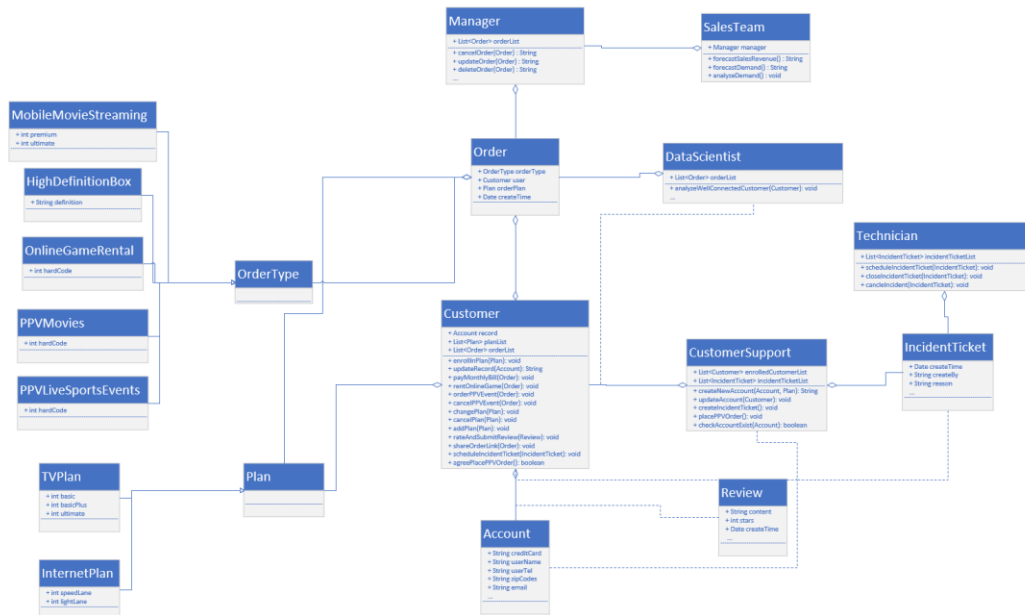 Manager
+ List<Order> orderList
+ cancelOrder(Order) : String
+ updateOrder(Order) : String
+ deleteOrder(Order) : String
...
SalesTeam
+ Manager manager
+ forecastSalesRevenue() : String
+ forecastDemand() : String
+ analyseDemand() : void
MobileMovieStreaming
+ int premium
+ int ultimate
HighDefinitionBox
+ String definition
OnlineGameRental
+ int hardCode
PPVMovies
+ int hardCode
PPVLiveSportsEvents
+ int hardCode
OrderType
Order
+ OrderType orderType
+ Customer user
+ Plan orderPlan
+ Date createTime
DataScientist
+ List<Order> orderList
+ analyzeWellConnectedCustomer(Customer): void
...
Technician
+ List<IncidentTicket> incidentTicketList
+ scheduleIncidentTicket(IncidentTicket): void
+ closeIncidentTicket(IncidentTicket): void
+ cancleIncident(IncidentTicket): void
Customer
+ Account record
+ List<Plan> planList
+ List<Order> orderList
+ enrollInPlan(Plan): void
+ updateRecord(Account): String
+ payMonthlyBill(Order): void
+ rentOnlineGame(Order): void
+ orderPPVEvent(Order): void
+ cancelPPVEvent(Order): void
+ changePlan(Plan): void
+ cancelPlan(Plan): void
+ addPlan(Plan): void
+ rateAndSubmitReview(Review): void
+ shareOrderLink(Order): void
+ scheduleIncidentTicket(IncidentTicket): void
+ agreePlacePPVOrder(): boolean
CustomerSupport
+ List<Customer> enrolledCustomerList
+ List<IncidentTicket> incidentTicketList
+ createNewAccount(Account, Plan): String
+ updateAccount(Customer): void
+ createIncidentTicket(): void
+ placePPVOrder(): void
+ checkAccountExist(Account): boolean
IncidentTicket
+ Date createTime
+ String createBy
+ String reason
...
TVPlan
+ int basic
+ int basicPlus
+ int ultimate
InternetPlan
+ int speedLane
+ int lightLane
Plan
Review
+ String content
+ int stars
+ Date createTime
...
Account
+ String creditCard
+ String userName
+ String userTel
+ String zipCodes
+ String email
...